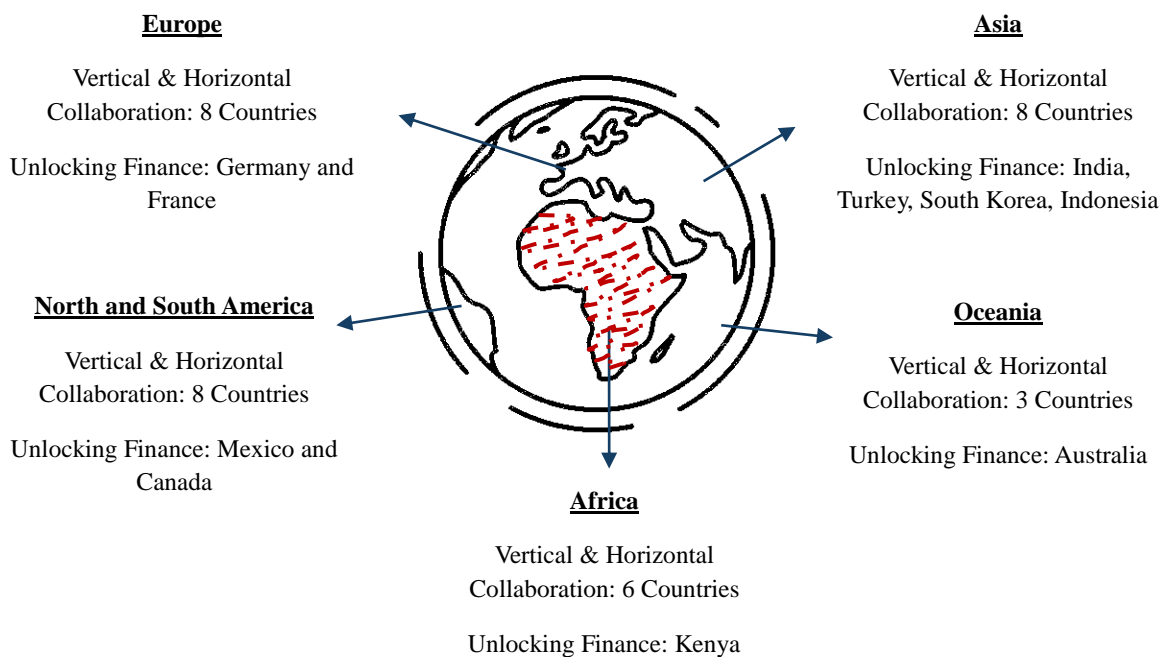 Europe
Vertical & Horizontal
Collaboration: 8 Countries
Unlocking Finance: Germany and
France
Asia
Vertical & Horizontal
Collaboration: 8 Countries
Unlocking Finance: India,
Turkey, South Korea, Indonesia
North and South America
Vertical & Horizontal
Collaboration: 8 Countries
Unlocking Finance: Mexico and
Canada
Oceania
Vertical & Horizontal
Collaboration: 3 Countries
Unlocking Finance: Australia
Africa
Vertical & Horizontal
Collaboration: 6 Countries
Unlocking Finance: Kenya